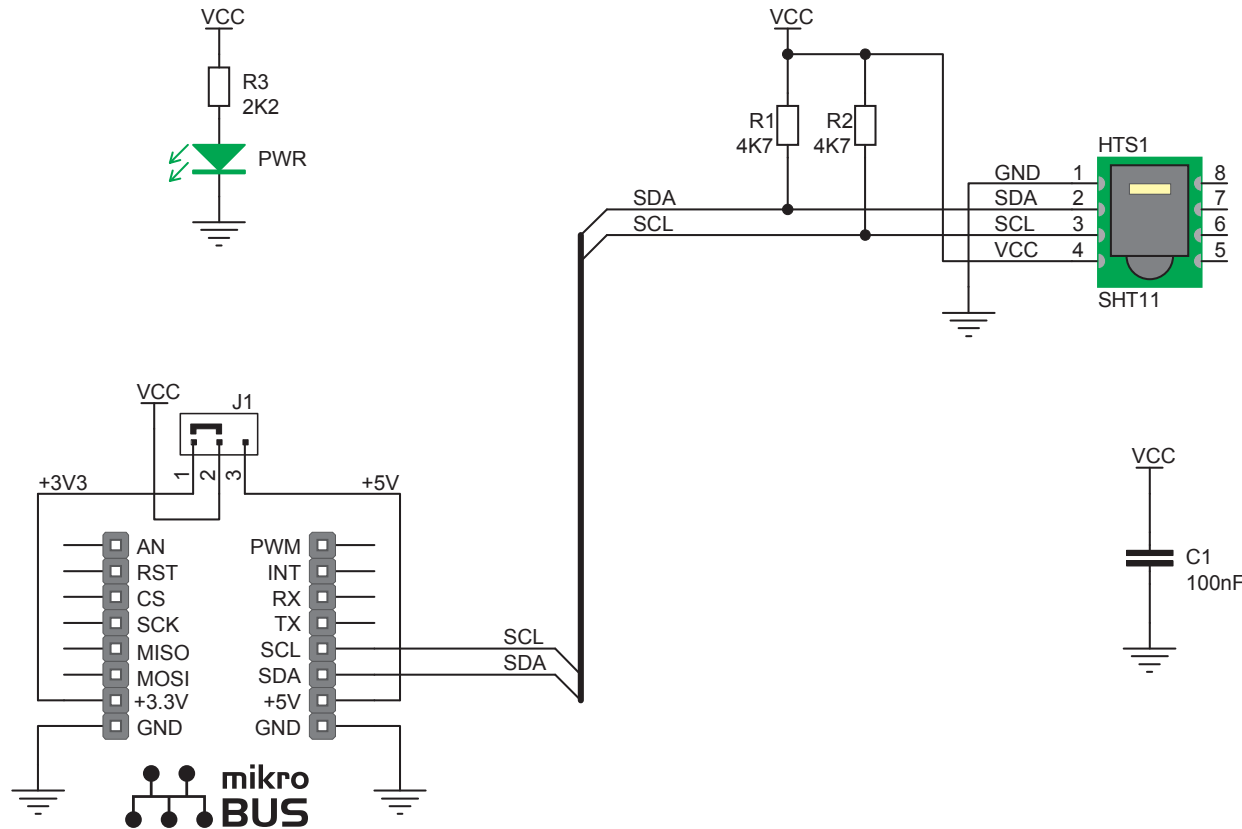 VCC
R3
2K2
PWR
VCC
R1
4K7
R2
4K7
HTS1
GND 1 8
SDA SDA 2 7
SCL SCL 3 6
VCC 4 5
SHT11
VCC
J1
1 2 3
+3V3 +5V
AN PWM
RST INT
CS RX
SCK TX
MISO SCL SCL
MOSI SDA SDA
+3.3V +5V
GND GND
mikro
BUS
VCC
C1
100nF